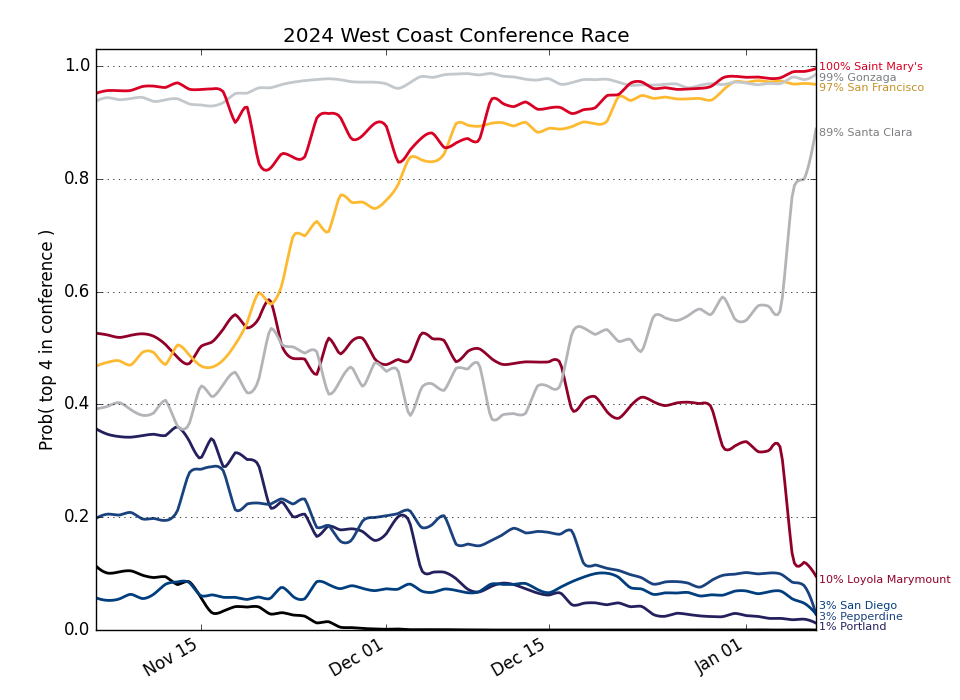 2024 West Coast Conference Race
Prob( top 4 in conference )
1.0
0.8
0.6
0.4
0.2
0.0
Nov 15
Dec 01
Dec 15
Jan 01
100% Saint Mary's
99% Gonzaga
97% San Francisco
89% Santa Clara
10% Loyola Marymount
3% San Diego
3% Pepperdine
1% Portland